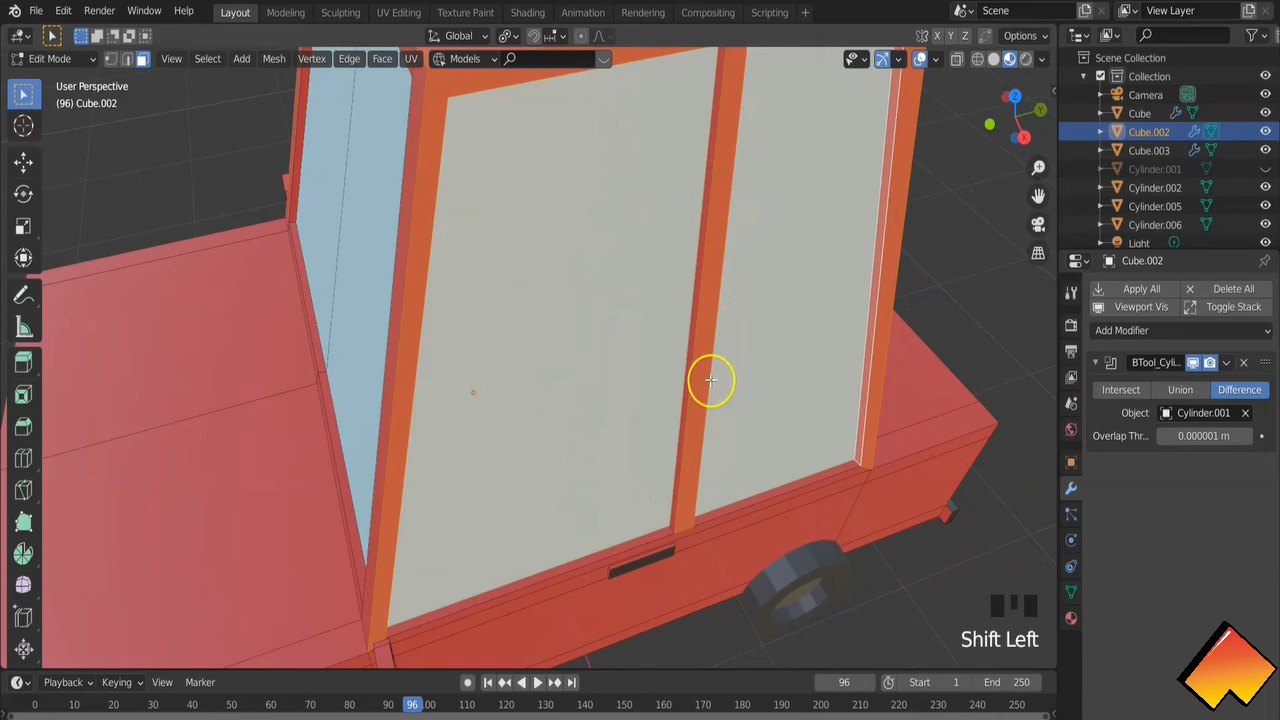 File Edit Render Window Help Layout Modeling Sculpting UV Editing Texture Paint Shading Animation Rendering Compositing Scripting + Scene View Layer
Global X Y Z Options
Edit Mode View Select Add Mesh Vertex Edge Face UV Models
User Perspective
(96) Cube.002
Z
Y
X
Scene Collection
Collection
Camera
Cube
Cube.002
Cube.003
Cylinder.001
Cylinder.002
Cylinder.005
Cylinder.006
Light
Cube.002
Apply All Delete All
Viewport Vis Toggle Stack
Add Modifier
BTool_Cyli..
Intersect Union Difference
Object Cylinder.001
Overlap Thr.. 0.000001 m
Shift Left
Playback Keying View Marker 96 Start 1 End 250
0 10 20 30 40 50 60 70 80 90 96 100 110 120 130 140 150 160 170 180 190 200 210 220 230 240 250